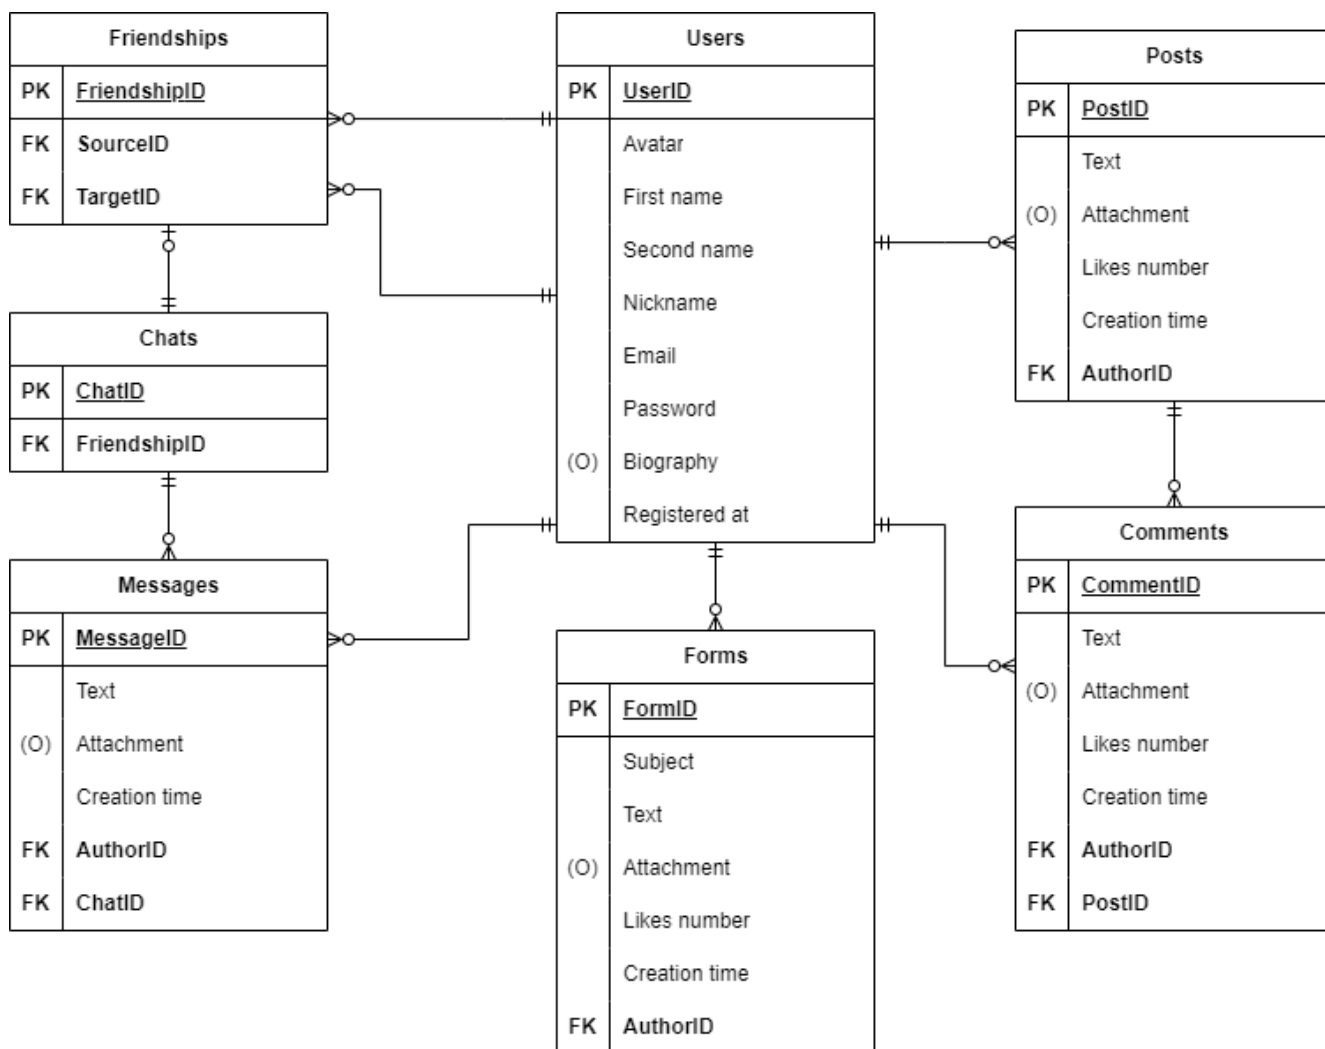 Friendships
PK FriendshipID
FK SourceID
FK TargetID
Users
PK UserID
Avatar
First name
Second name
Nickname
Email
Password
(O) Biography
Registered at
Posts
PK PostID
Text
(O) Attachment
Likes number
Creation time
FK AuthorID
Chats
PK ChatID
FK FriendshipID
Messages
PK MessageID
Text
(O) Attachment
Creation time
FK AuthorID
FK ChatID
Forms
PK FormID
Subject
Text
(O) Attachment
Likes number
Creation time
FK AuthorID
Comments
PK CommentID
Text
(O) Attachment
Likes number
Creation time
FK AuthorID
FK PostID